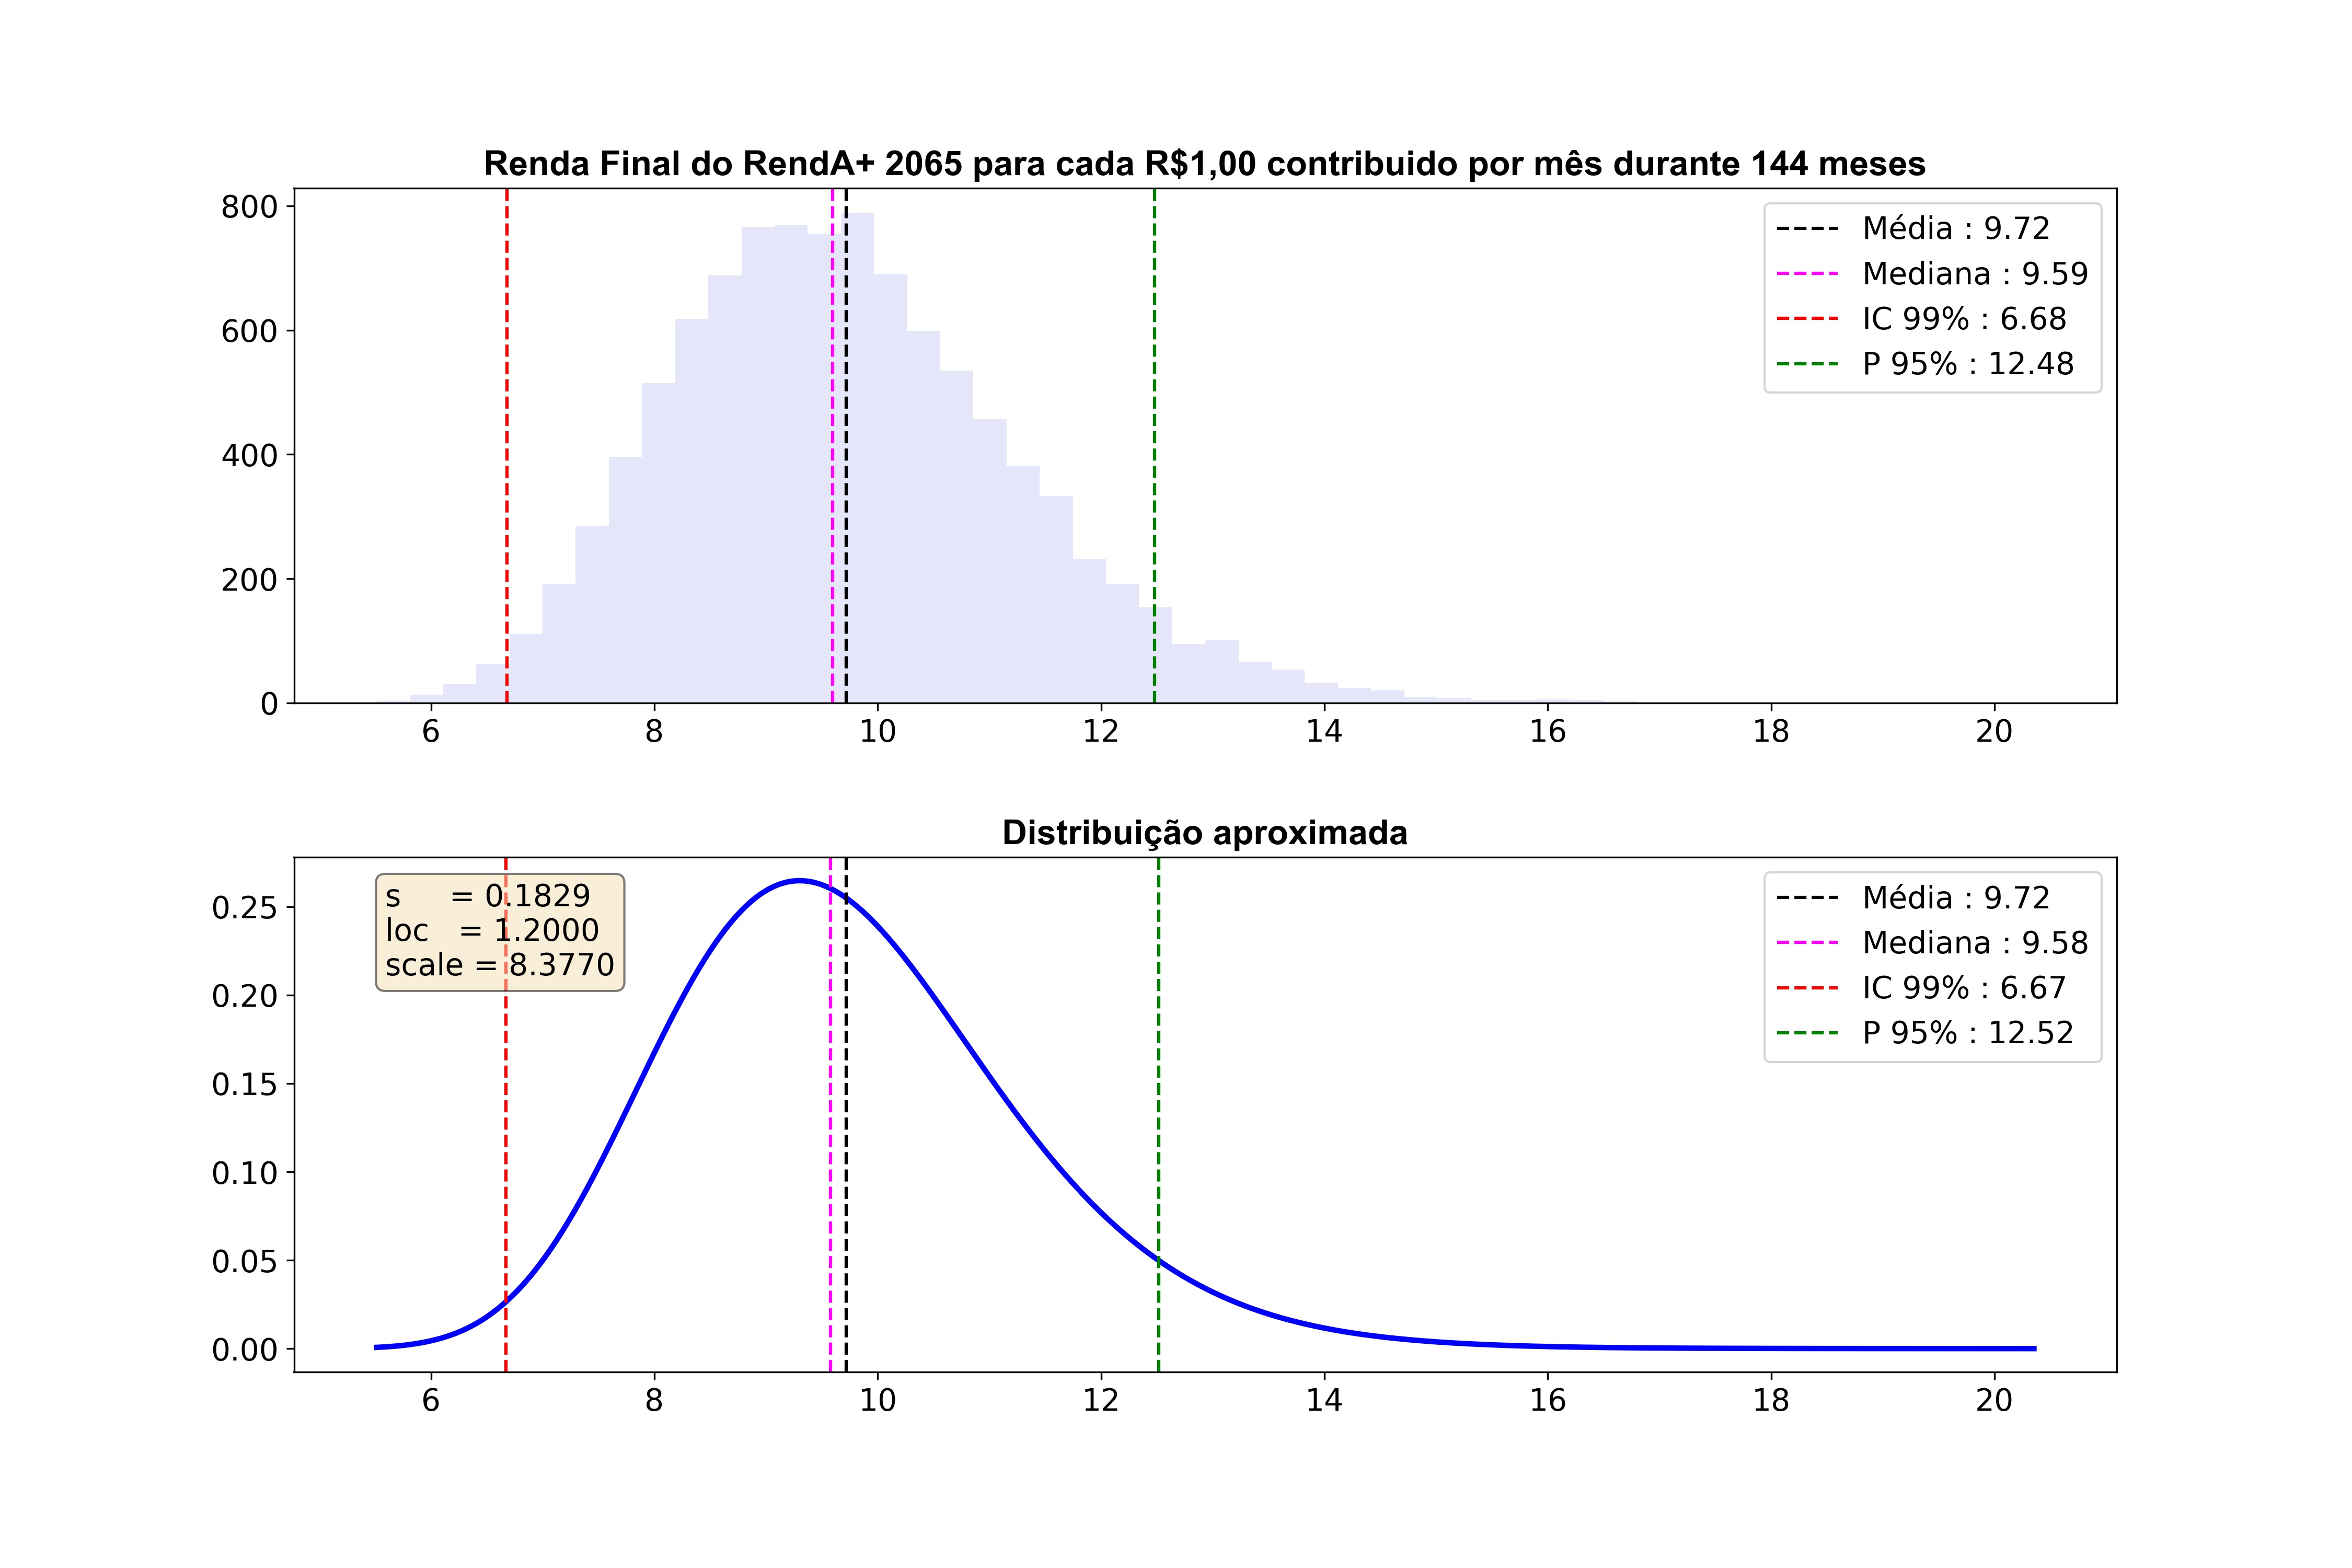 Renda Final do RendA+ 2065 para cada R$1,00 contribuido por mês durante 144 meses
800
600
400
200
0
6 8 10 12 14 16 18 20
Média : 9.72
Mediana : 9.59
IC 99% : 6.68
P 95% : 12.48
Distribuição aproximada
0.25
0.20
0.15
0.10
0.05
0.00
6 8 10 12 14 16 18 20
s = 0.1829
loc = 1.2000
scale = 8.3770
Média : 9.72
Mediana : 9.58
IC 99% : 6.67
P 95% : 12.52